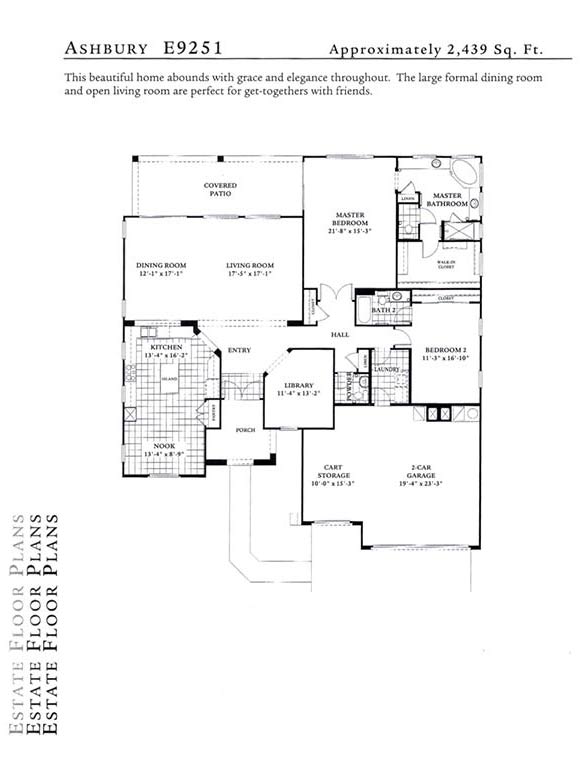 ASHBURY E9251
Approximately 2,439 Sq. Ft.
This beautiful home abounds with grace and elegance throughout. The large formal dining room
and open living room are perfect for get-togethers with friends.
COVERED
PATIO
MASTER
BEDROOM
21'-8" x 15'-3"
LINEN
MASTER
BATHROOM
WALK-IN
CLOSET
DINING ROOM
12'-1" x 17'-1"
LIVING ROOM
17'-5" x 17'-1"
CLOSET
BATH 2
CLOSET
HALL
KITCHEN
13'-4" x 16'-2"
ENTRY
BEDROOM 2
11'-3" x 16'-10"
ISLAND
LIBRARY
11'-4" x 13'-2"
POWDER
LINEN
LAUNDRY
PANTRY
PORCH
NOOK
13'-4" x 8'-9"
CART
STORAGE
10'-0" x 15'-3"
2-CAR
GARAGE
19'-4" x 23'-3"
ESTATE FLOOR PLANS
ESTATE FLOOR PLANS
ESTATE FLOOR PLANS